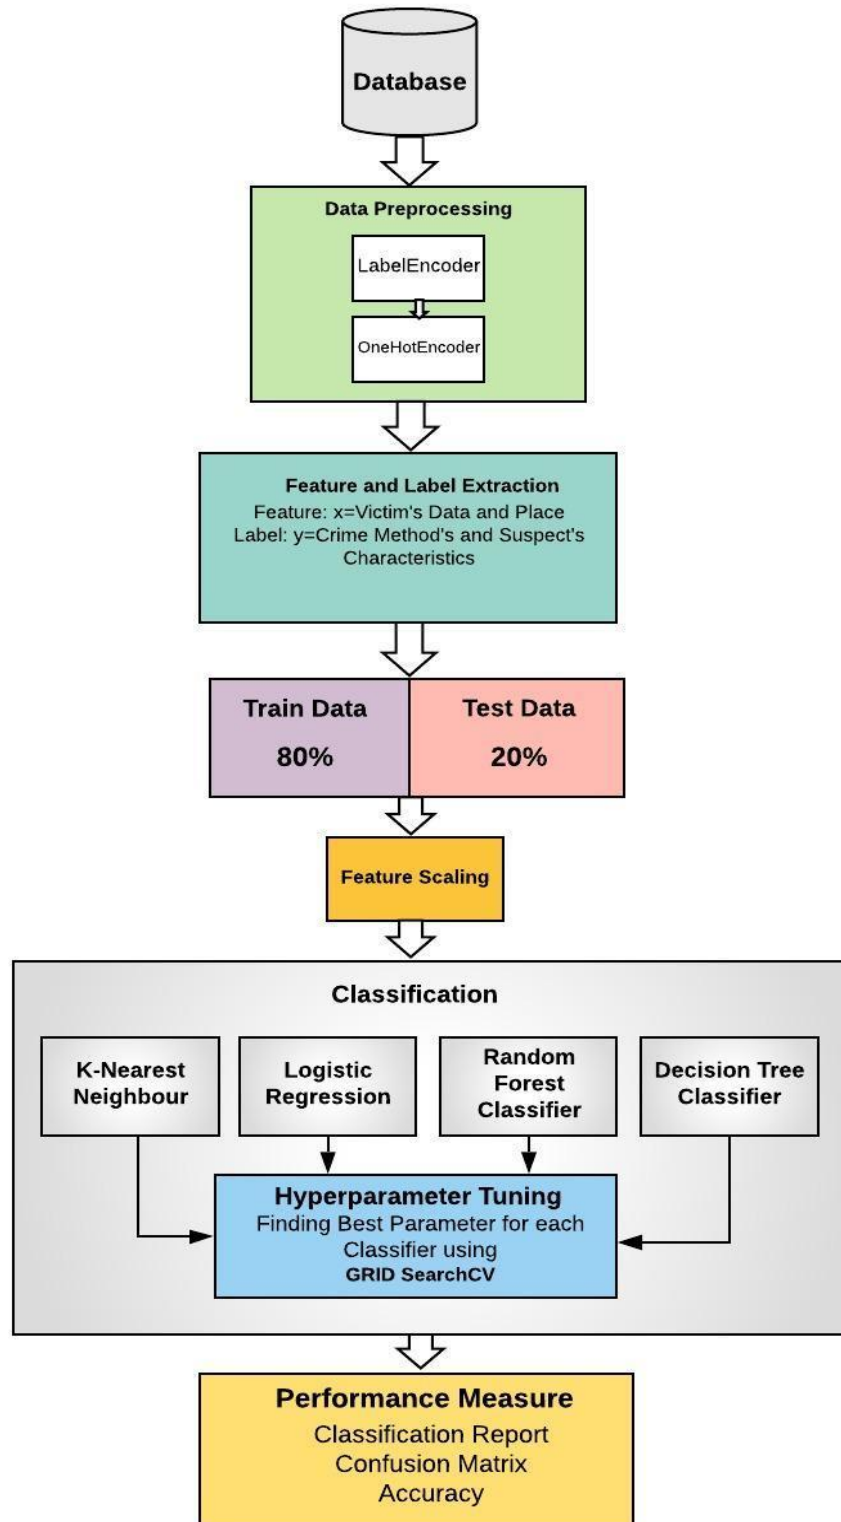 Database
Data Preprocessing
LabelEncoder
OneHotEncoder
Feature and Label Extraction
Feature: x=Victim's Data and Place
Label: y=Crime Method's and Suspect's
Characteristics
Train Data
80%
Test Data
20%
Feature Scaling
Classification
K-Nearest
Neighbour
Logistic
Regression
Random
Forest
Classifier
Decision Tree
Classifier
Hyperparameter Tuning
Finding Best Parameter for each
Classifier using
GRID SearchCV
Performance Measure
Classification Report
Confusion Matrix
Accuracy